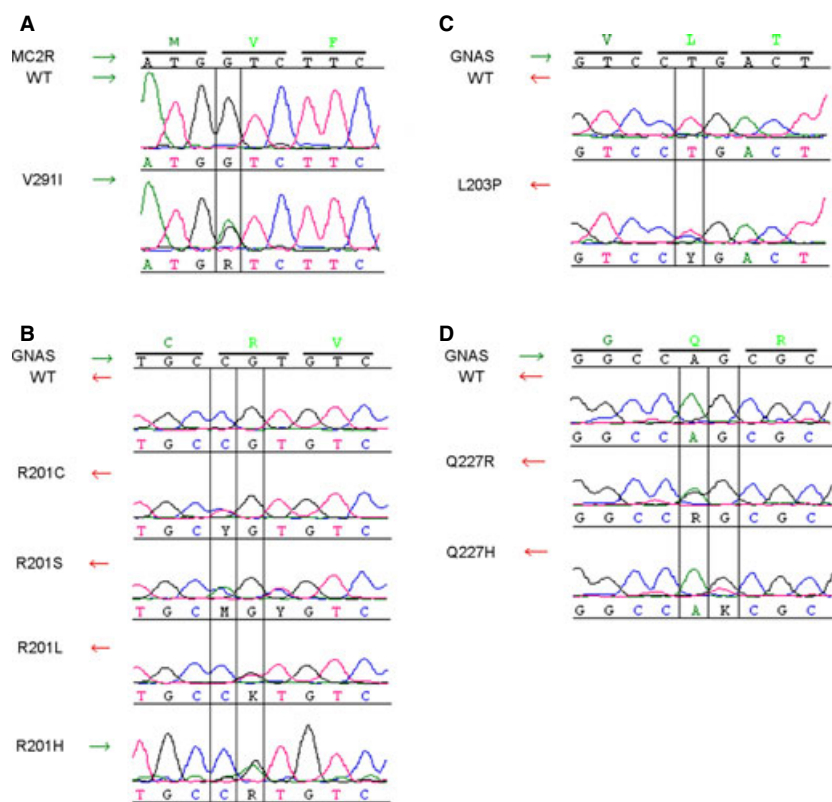 A
M V F
MC2R → A T G G T C T T C
WT →
A T G G T C T T C
V291I →
A T G R T C T T C
B
C R V
GNAS → T G C C G T G T C
WT ←
T G C C G T G T C
R201C ←
T G C Y G T G T C
R201S ←
T G C M G Y G T C
R201L ←
T G C C K T G T C
R201H →
T G C C R T G T C
C
V L T
GNAS → G T C C T G A C T
WT ←
G T C C T G A C T
L203P ←
G T C C Y G A C T
D
G Q R
GNAS → G G C C A G C G C
WT ←
G G C C A G C G C
Q227R ←
G G C C R G C G C
Q227H ←
G G C C A K C G C